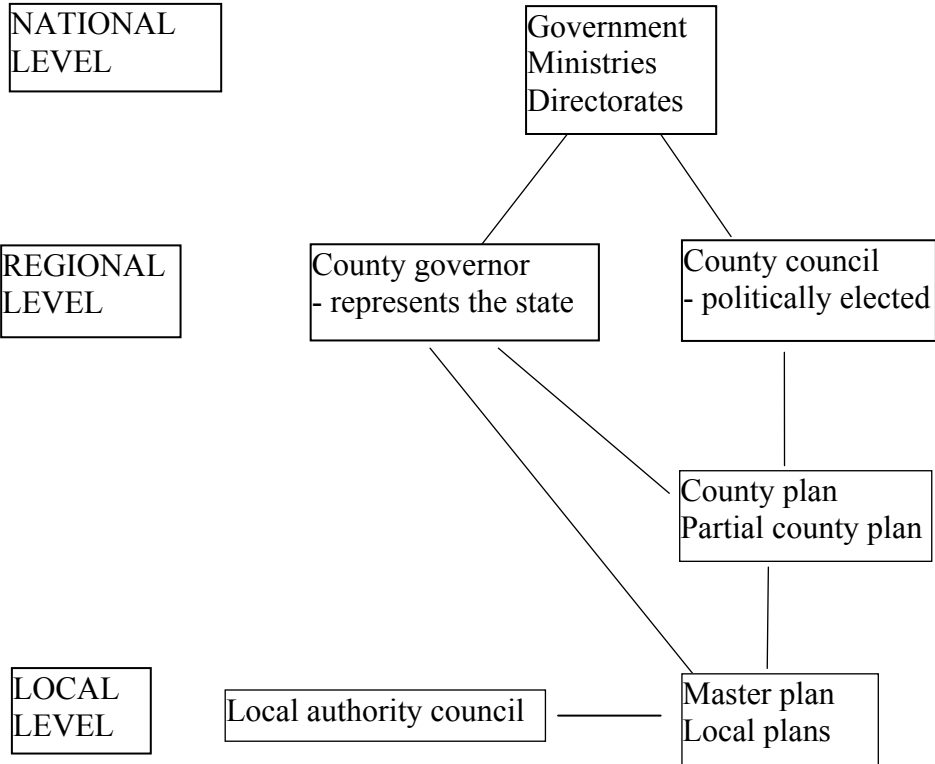 NATIONAL
LEVEL
Government
Ministries
Directorates
REGIONAL
LEVEL
County governor
- represents the state
County council
- politically elected
County plan
Partial county plan
LOCAL
LEVEL
Local authority council
Master plan
Local plans